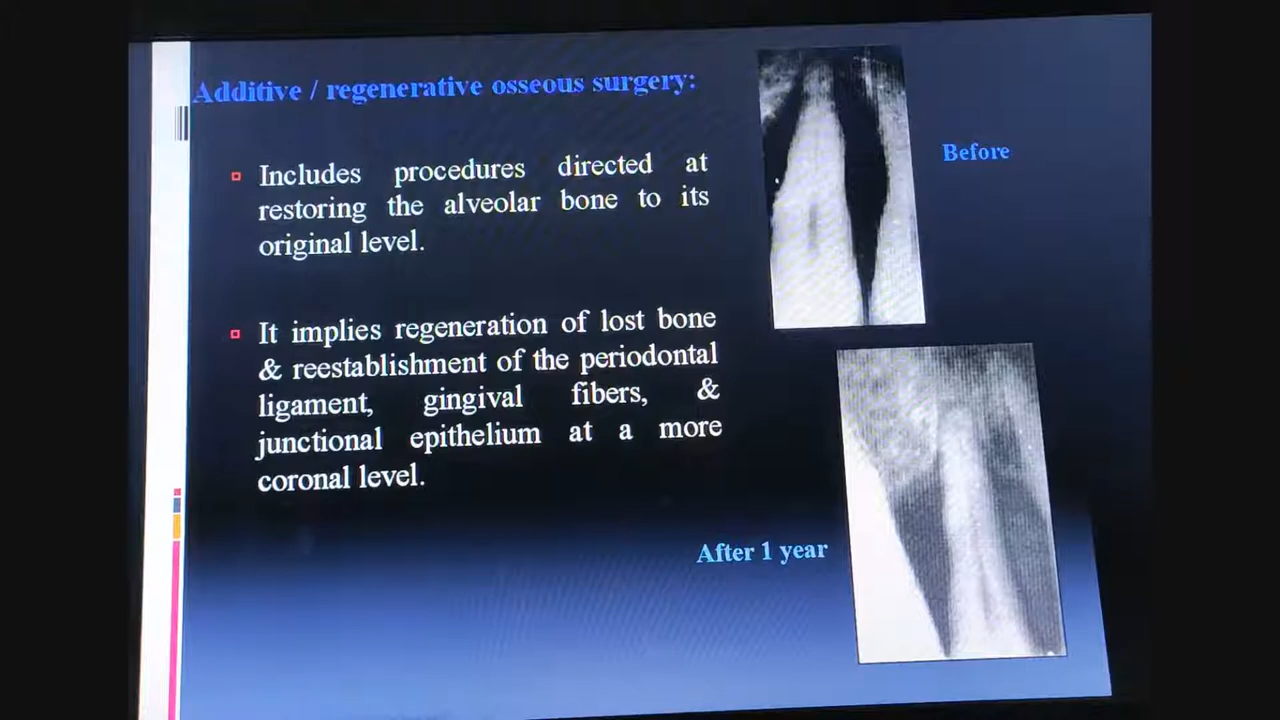 Additive / regenerative osseous surgery:
Includes procedures directed at
restoring the alveolar bone to its
original level.
It implies regeneration of lost bone
& reestablishment of the periodontal
ligament, gingival fibers, &
junctional epithelium at a more
coronal level.
Before
After 1 year